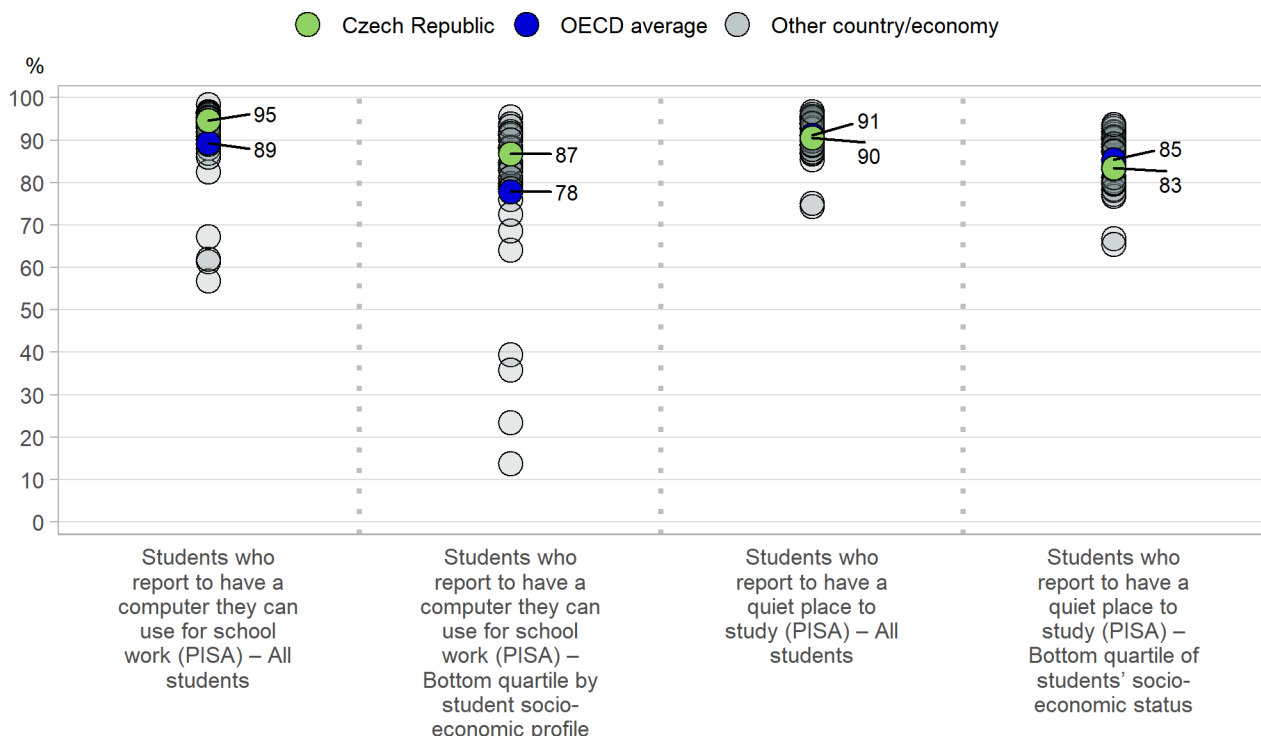 Czech Republic OECD average Other country/economy
%
100
90
80
70
60
50
40
30
20
10
0
95
89
87
78
91
90
85
83
Students who
report to have a
computer they can
use for school
work (PISA) – All
students
Students who
report to have a
computer they can
use for school
work (PISA) –
Bottom quartile by
student socio-
economic profile
Students who
report to have a
quiet place to
study (PISA) – All
students
Students who
report to have a
quiet place to
study (PISA) –
Bottom quartile of
students’ socio-
economic status